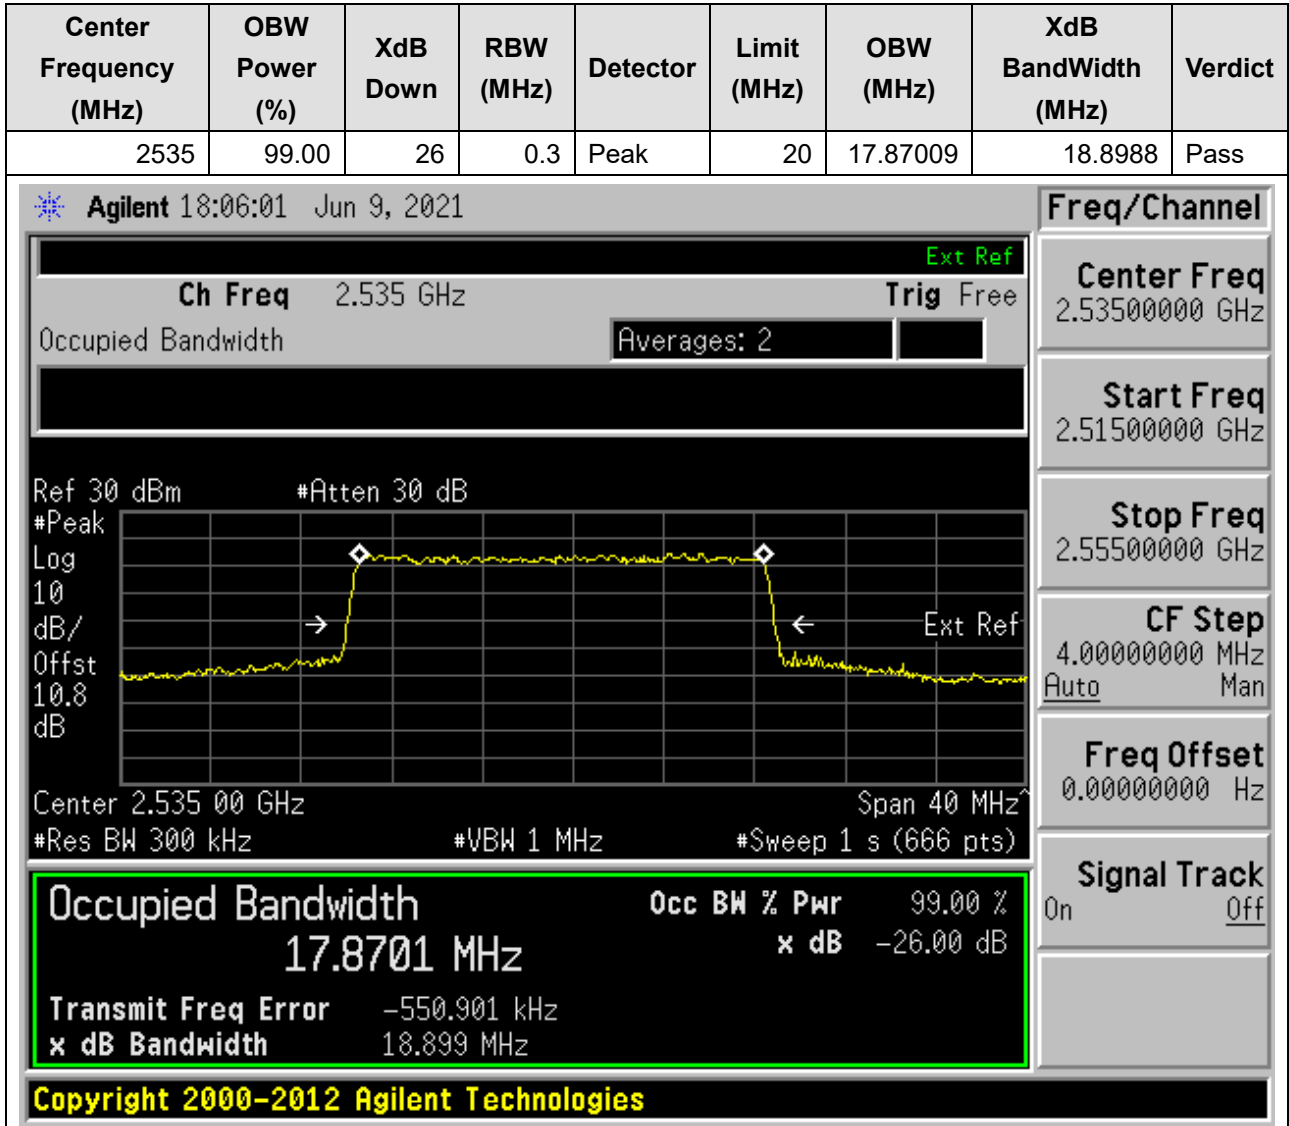 Center Frequency (MHz) OBW Power (%) XdB Down RBW (MHz) Detector Limit (MHz) OBW (MHz) XdB BandWidth (MHz) Verdict
2535 99.00 26 0.3 Peak 20 17.87009 18.8988 Pass
Agilent 18:06:01 Jun 9, 2021
Ext Ref
Ch Freq 2.535 GHz Trig Free
Occupied Bandwidth Averages: 2
Ref 30 dBm #Atten 30 dB
#Peak
Log
10
dB/
Offst
10.8
dB
Ext Ref
Center 2.535 00 GHz Span 40 MHz^
#Res BW 300 kHz #VBW 1 MHz #Sweep 1 s (666 pts)
Occupied Bandwidth Occ BW % Pwr 99.00 %
17.8701 MHz x dB -26.00 dB
Transmit Freq Error -550.901 kHz
x dB Bandwidth 18.899 MHz
Copyright 2000-2012 Agilent Technologies
Freq/Channel
Center Freq
2.53500000 GHz
Start Freq
2.51500000 GHz
Stop Freq
2.55500000 GHz
CF Step
4.00000000 MHz
Auto Man
Freq Offset
0.00000000 Hz
Signal Track
On Off